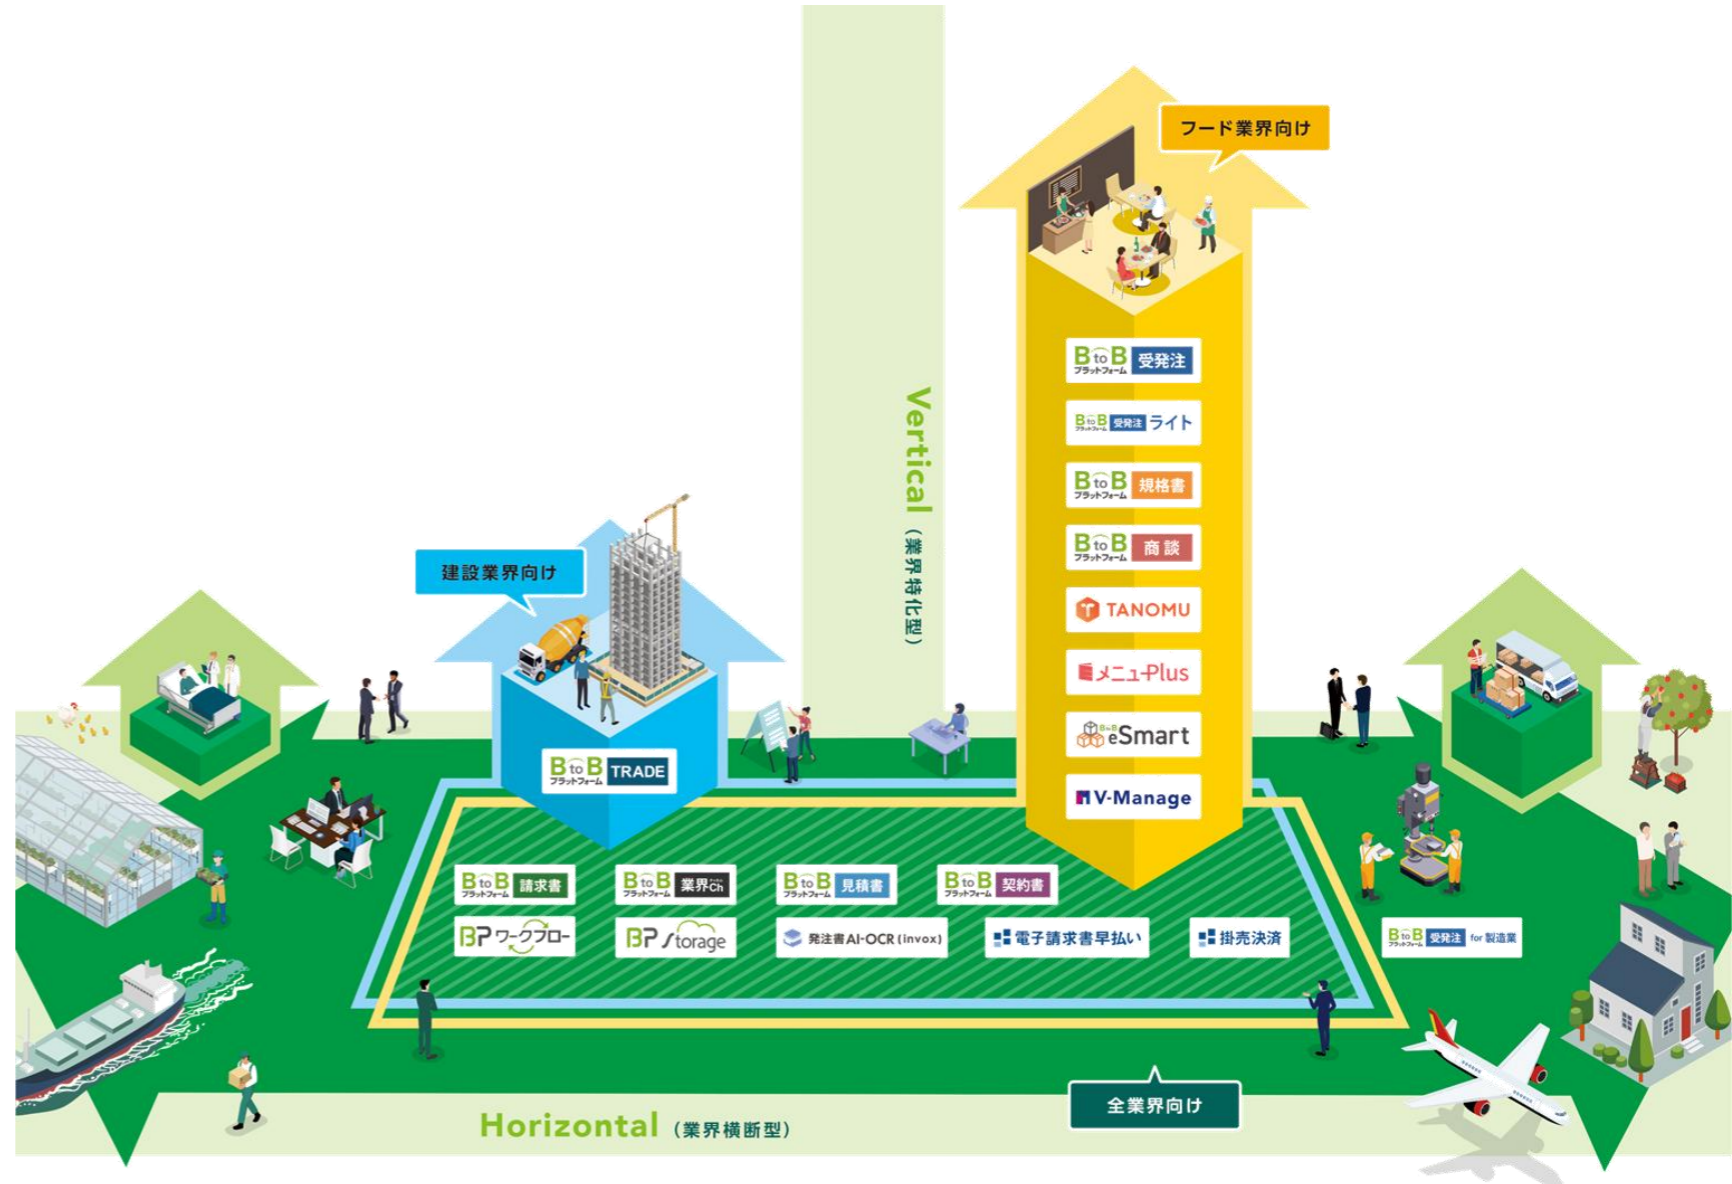 フード業界向け
BtoB
プラットフォーム 受発注
BtoB
プラットフォーム 受発注 ライト
BtoB
プラットフォーム 規格書
BtoB
プラットフォーム 商談
TANOMU
メニューPlus
BtoB
eSmart
V-Manage
Vertical
(業界特化型)
建設業界向け
BtoB
プラットフォーム TRADE
BtoB
プラットフォーム 請求書
BtoB
プラットフォーム 業界Ch
BtoB
プラットフォーム 見積書
BtoB
プラットフォーム 契約書
BP ワークフロー
BP Storage
発注書AI-OCR(invox)
電子請求書早払い
掛売決済
BtoB
プラットフォーム 受発注 for 製造業
全業界向け
Horizontal (業界横断型)